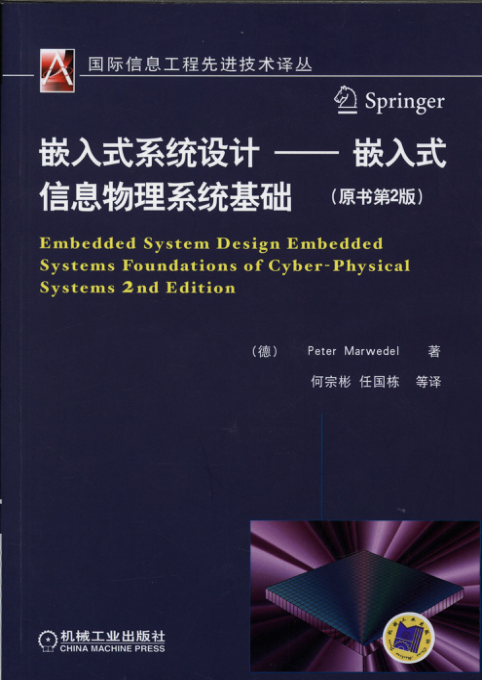 国际信息工程先进技术译丛
Springer
嵌入式系统设计 —— 嵌入式
信息物理系统基础 (原书第2版)
Embedded System Design Embedded
Systems Foundations of Cyber-Physical
Systems 2nd Edition
(德) Peter Marwedel 著
何宗彬 任国栋 等译
机械工业出版社
CHINA MACHINE PRESS